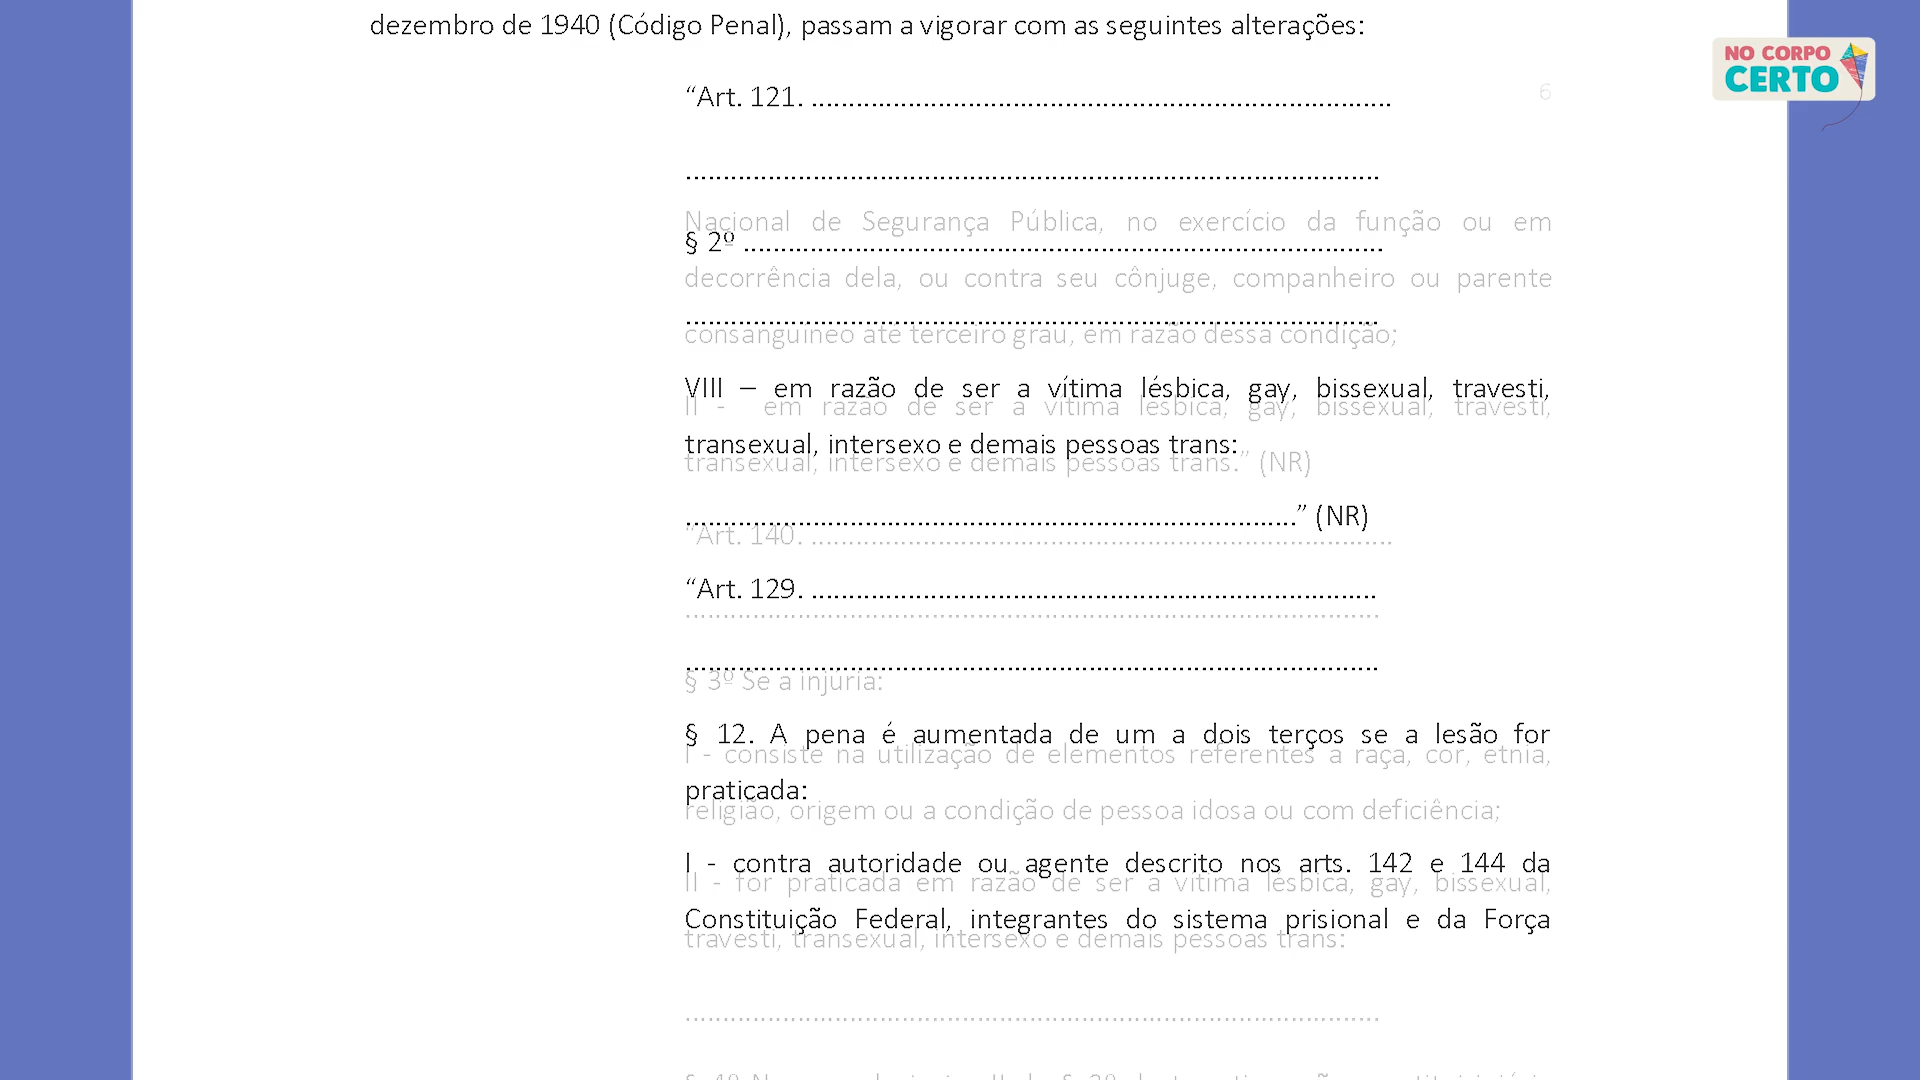 dezembro de 1940 (Código Penal), passam a vigorar com as seguintes alterações:
NO CORPO
CERTO
“Art. 121. ..............................................................................
6
.............................................................................................
Nacional de Segurança Pública, no exercício da função ou em
§ 2º ......................................................................................
decorrência dela, ou contra seu cônjuge, companheiro ou parente
.............................................................................................
consanguíneo até terceiro grau, em razão dessa condição;
VIII – em razão de ser a vítima lésbica, gay, bissexual, travesti,
II - em razão de ser a vítima lésbica, gay, bissexual, travesti,
transexual, intersexo e demais pessoas trans:
transexual, intersexo e demais pessoas trans.” (NR)
..................................................................................” (NR)
“Art. 140. ..............................................................................
“Art. 129. ............................................................................
.............................................................................................
.............................................................................................
§ 3º Se a injúria:
§ 12. A pena é aumentada de um a dois terços se a lesão for
I - consiste na utilização de elementos referentes a raça, cor, etnia,
praticada:
religião, origem ou a condição de pessoa idosa ou com deficiência;
I - contra autoridade ou agente descrito nos arts. 142 e 144 da
II - for praticada em razão de ser a vítima lésbica, gay, bissexual,
Constituição Federal, integrantes do sistema prisional e da Força
travesti, transexual, intersexo e demais pessoas trans:
.............................................................................................